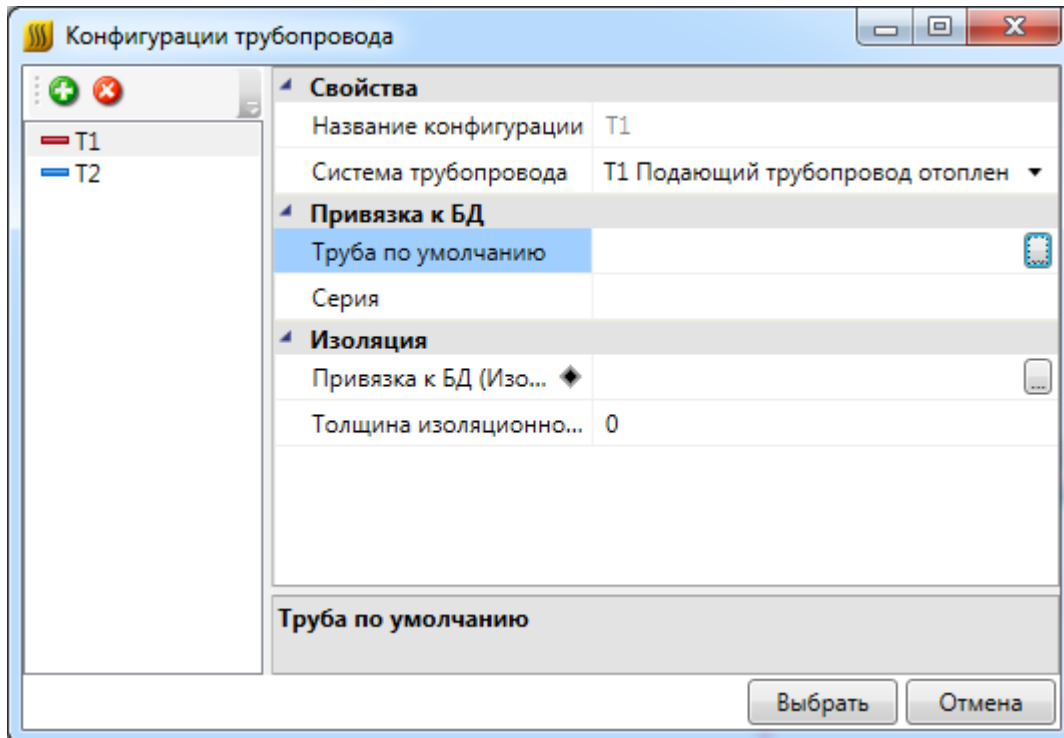 Конфигурации трубопровода
Свойства
Название конфигурации T1
Система трубопровода T1 Подающий трубопровод отоплен
Привязка к БД
Труба по умолчанию
Серия
Изоляция
Привязка к БД (Изо...
Толщина изоляционно... 0
T1
T2
Труба по умолчанию
Выбрать Отмена